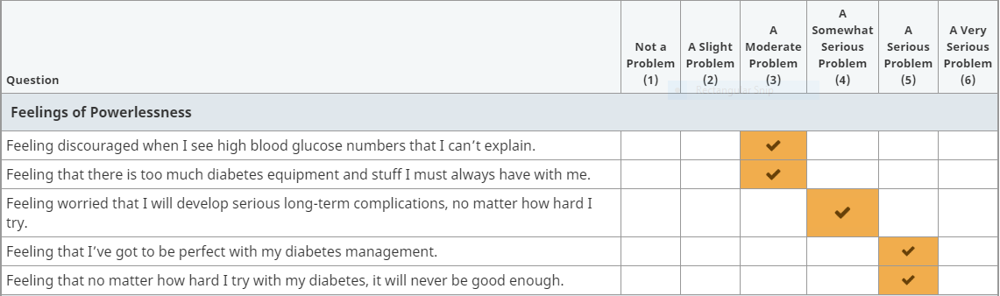 Question
Not a Problem (1)
A Slight Problem (2)
A Moderate Problem (3)
A Somewhat Serious Problem (4)
A Serious Problem (5)
A Very Serious Problem (6)
Feelings of Powerlessness
Feeling discouraged when I see high blood glucose numbers that I can’t explain.
Feeling that there is too much diabetes equipment and stuff I must always have with me.
Feeling worried that I will develop serious long-term complications, no matter how hard I
try.
Feeling that I’ve got to be perfect with my diabetes management.
Feeling that no matter how hard I try with my diabetes, it will never be good enough.
Rectangular Snip